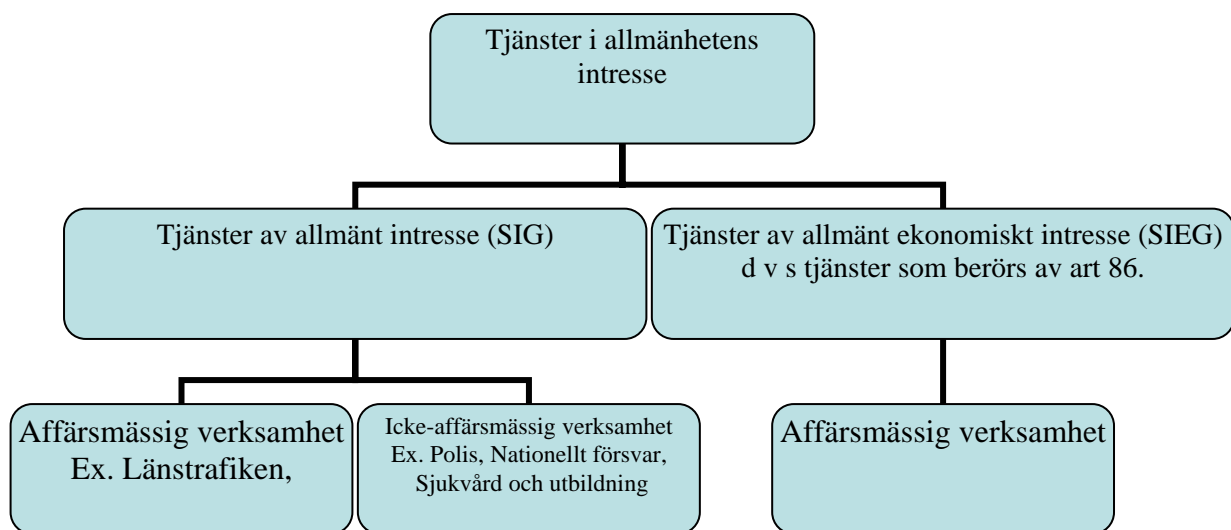 Tjänster i allmänhetens
intresse
Tjänster av allmänt intresse (SIG)
Tjänster av allmänt ekonomiskt intresse (SIEG)
d v s tjänster som berörs av art 86.
Affärsmässig verksamhet
Ex. Länstrafiken,
Icke-affärsmässig verksamhet
Ex. Polis, Nationellt försvar,
Sjukvård och utbildning
Affärsmässig verksamhet